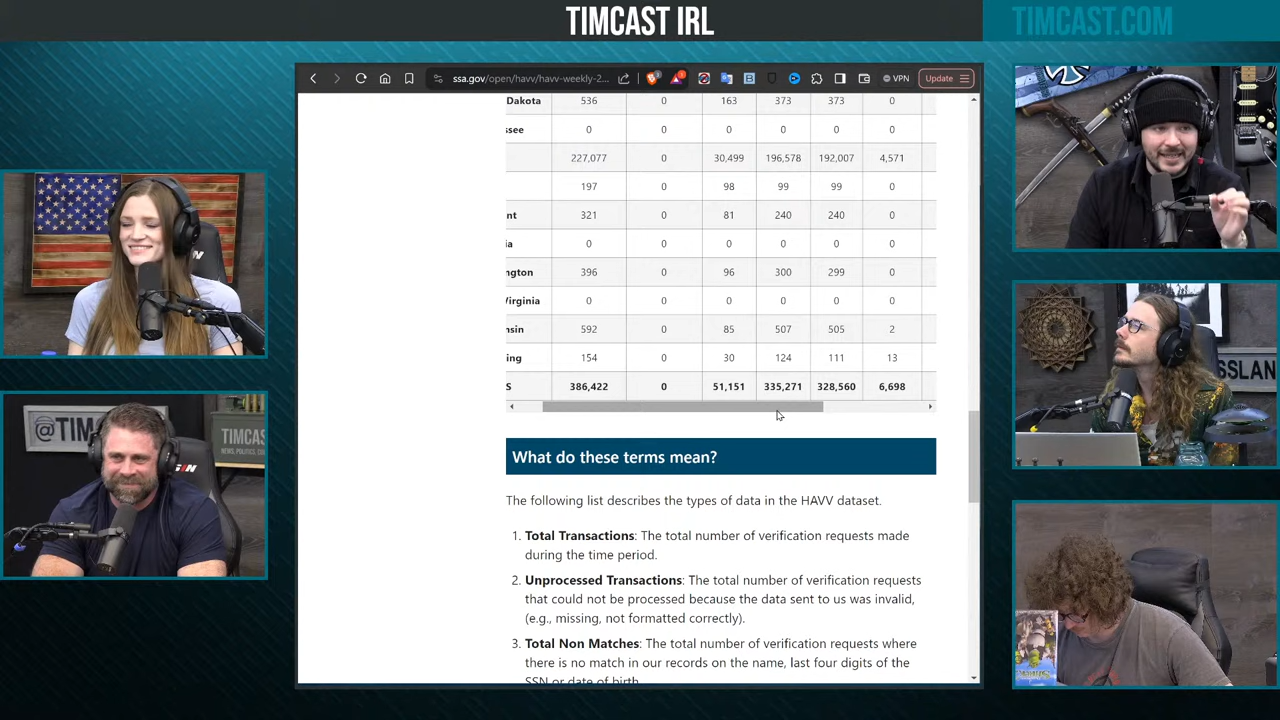 TIMCAST IRL
TIMCAST.COM
ssa.gov/open/havv/havv-weekly-2...
VPN
Update
Dakota 536 0 163 373 373 0
ssee 0 0 0 0 0 0
227,077 0 30,499 196,578 192,007 4,571
197 0 98 99 99 0
nt 321 0 81 240 240 0
ia 0 0 0 0 0 0
ngton 396 0 96 300 299 0
Virginia 0 0 0 0 0 0
nsin 592 0 85 507 505 2
ing 154 0 30 124 111 13
S 386,422 0 51,151 335,271 328,560 6,698
What do these terms mean?
The following list describes the types of data in the HAVV dataset.
1. Total Transactions: The total number of verification requests made
during the time period.
2. Unprocessed Transactions: The total number of verification requests
that could not be processed because the data sent to us was invalid,
(e.g., missing, not formatted correctly).
3. Total Non Matches: The total number of verification requests where
there is no match in our records on the name, last four digits of the
SSN or date of birth.
@TIM
TIMCAST
SSLAN